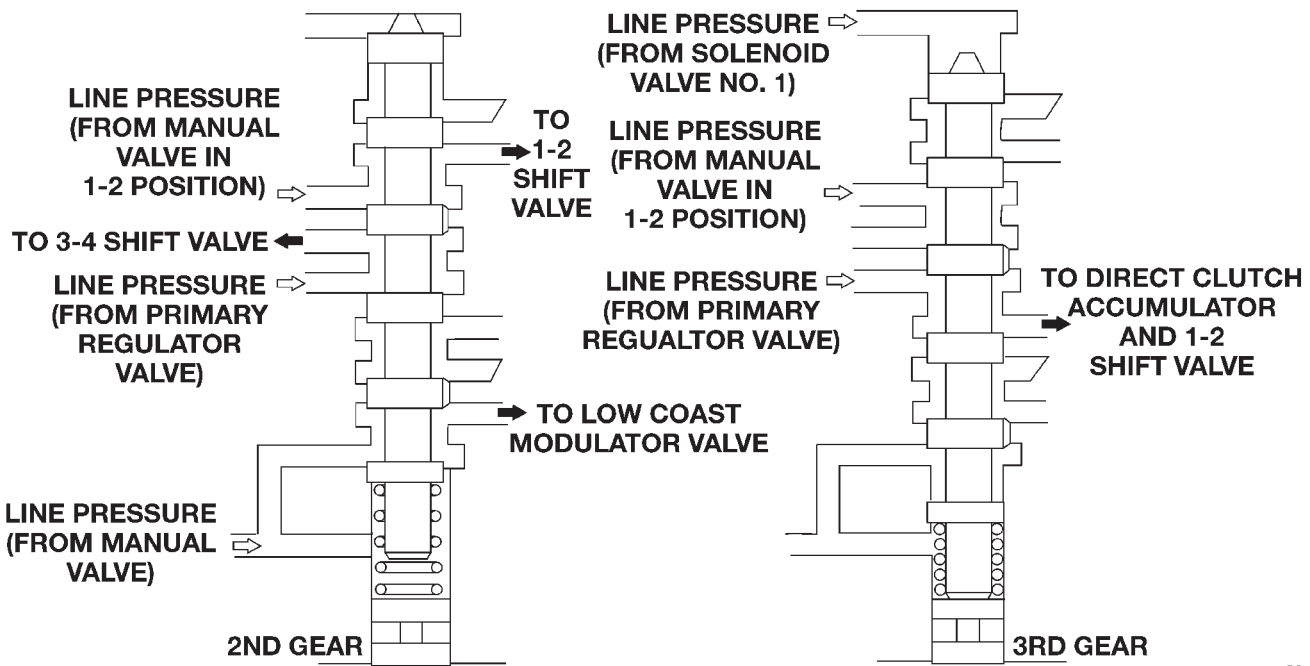 LINE PRESSURE
(FROM MANUAL
VALVE IN
1-2 POSITION)
TO
1-2
SHIFT
VALVE
TO 3-4 SHIFT VALVE
LINE PRESSURE
(FROM PRIMARY
REGULATOR
VALVE)
TO LOW COAST
MODULATOR VALVE
LINE PRESSURE
(FROM MANUAL
VALVE)
2ND GEAR
LINE PRESSURE
(FROM SOLENOID
VALVE NO. 1)
LINE PRESSURE
(FROM MANUAL
VALVE IN
1-2 POSITION)
LINE PRESSURE
(FROM PRIMARY
REGUALTOR VALVE)
TO DIRECT CLUTCH
ACCUMULATOR
AND 1-2
SHIFT VALVE
3RD GEAR